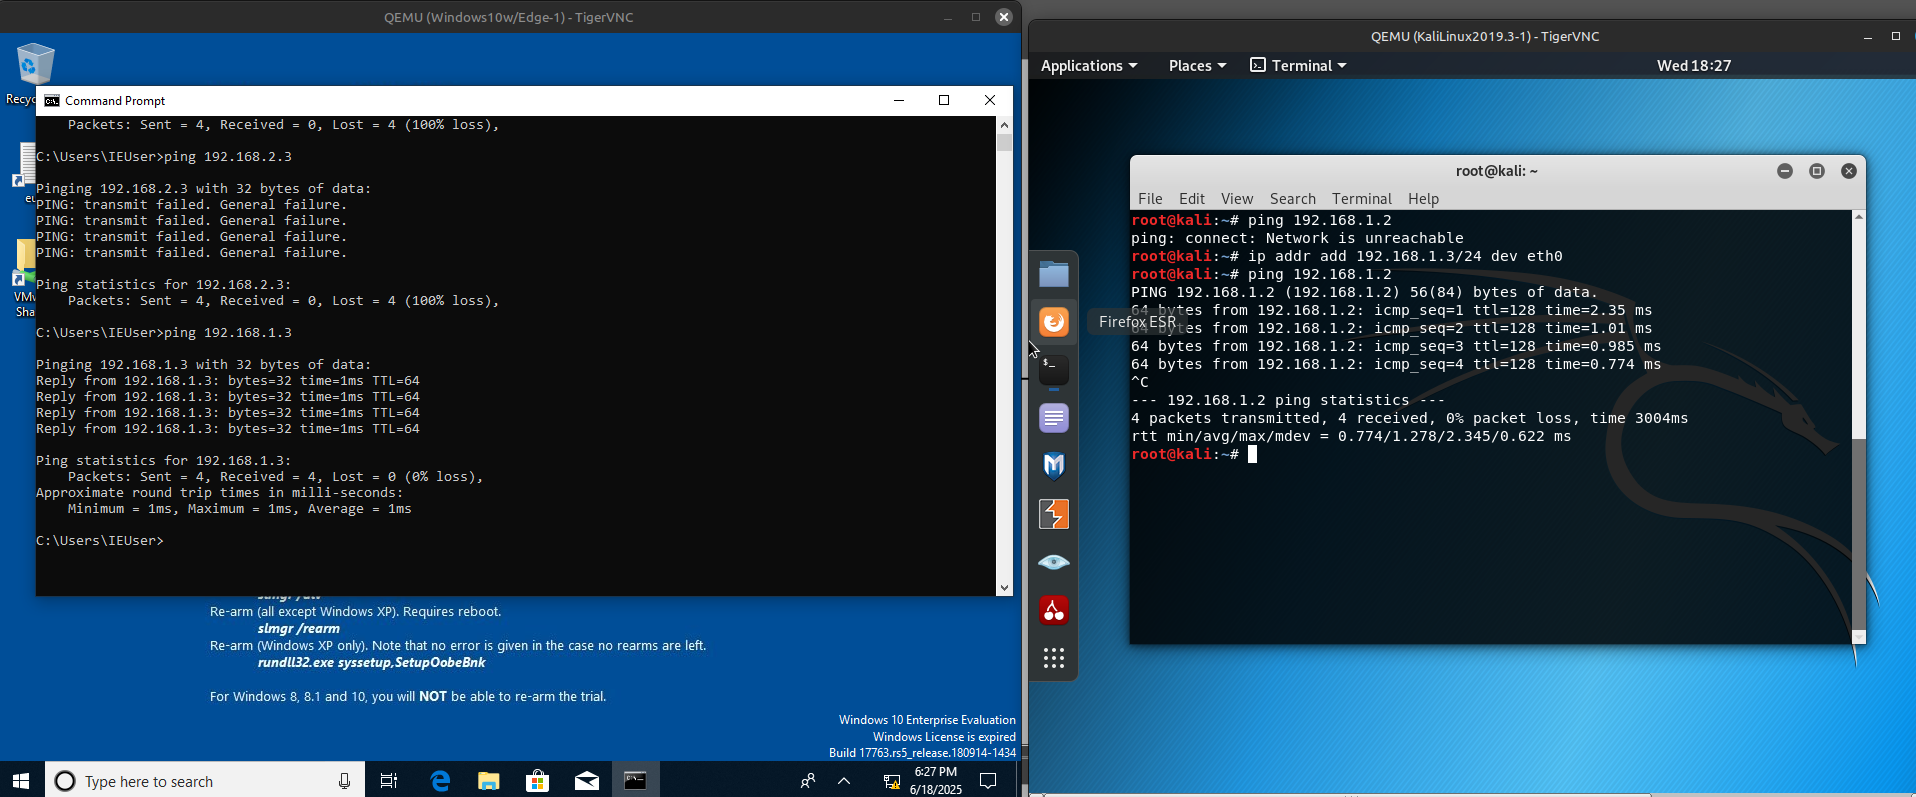 QEMU (Windows10w/Edge-1) - TigerVNC
Command Prompt
Packets: Sent = 4, Received = 0, Lost = 4 (100% loss),
C:\Users\IEUser>ping 192.168.2.3
Pinging 192.168.2.3 with 32 bytes of data:
PING: transmit failed. General failure.
PING: transmit failed. General failure.
PING: transmit failed. General failure.
PING: transmit failed. General failure.
Ping statistics for 192.168.2.3:
Packets: Sent = 4, Received = 0, Lost = 4 (100% loss),
C:\Users\IEUser>ping 192.168.1.3
Pinging 192.168.1.3 with 32 bytes of data:
Reply from 192.168.1.3: bytes=32 time=1ms TTL=64
Reply from 192.168.1.3: bytes=32 time=1ms TTL=64
Reply from 192.168.1.3: bytes=32 time=1ms TTL=64
Reply from 192.168.1.3: bytes=32 time=1ms TTL=64
Ping statistics for 192.168.1.3:
Packets: Sent = 4, Received = 4, Lost = 0 (0% loss),
Approximate round trip times in milli-seconds:
Minimum = 1ms, Maximum = 1ms, Average = 1ms
C:\Users\IEUser>
Re-arm (all except Windows XP). Requires reboot.
slmgr /rearm
Re-arm (Windows XP only). Note that no error is given in the case no rearms are left.
rundll32.exe syssetup,SetupOobeBnk
For Windows 8, 8.1 and 10, you will NOT be able to re-arm the trial.
Windows 10 Enterprise Evaluation
Windows License is expired
Build 17763.rs5_release.180914-1434
Type here to search
6:27 PM
6/18/2025
QEMU (KaliLinux2019.3-1) - TigerVNC
Applications Places Terminal Wed 18:27
root@kali: ~
File Edit View Search Terminal Help
root@kali:~# ping 192.168.1.2
ping: connect: Network is unreachable
root@kali:~# ip addr add 192.168.1.3/24 dev eth0
root@kali:~# ping 192.168.1.2
PING 192.168.1.2 (192.168.1.2) 56(84) bytes of data.
64 bytes from 192.168.1.2: icmp_seq=1 ttl=128 time=2.35 ms
64 bytes from 192.168.1.2: icmp_seq=2 ttl=128 time=1.01 ms
64 bytes from 192.168.1.2: icmp_seq=3 ttl=128 time=0.985 ms
64 bytes from 192.168.1.2: icmp_seq=4 ttl=128 time=0.774 ms
^C
--- 192.168.1.2 ping statistics ---
4 packets transmitted, 4 received, 0% packet loss, time 3004ms
rtt min/avg/max/mdev = 0.774/1.278/2.345/0.622 ms
root@kali:~#
Firefox ESR